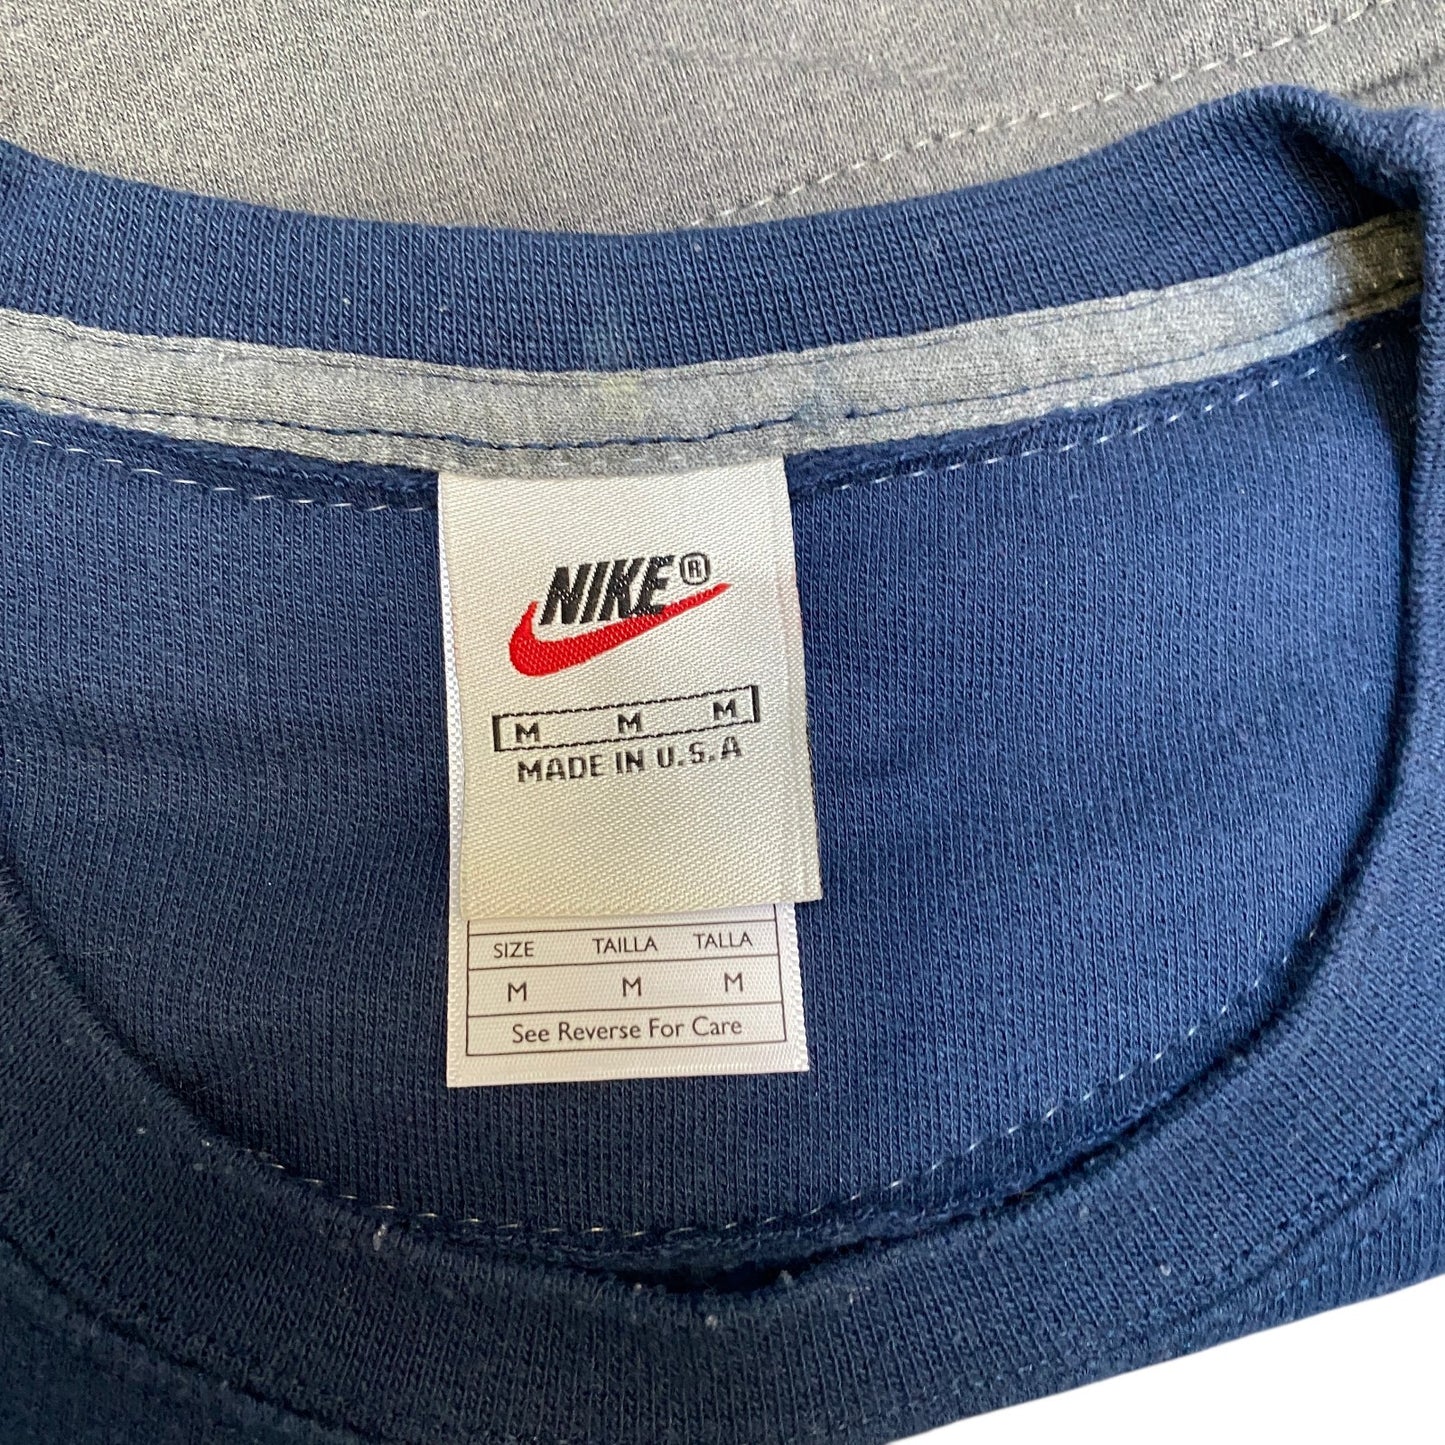 NIKE®
M M M
MADE IN U.S.A
SIZE TAILLA TALLA
M M M
See Reverse For Care